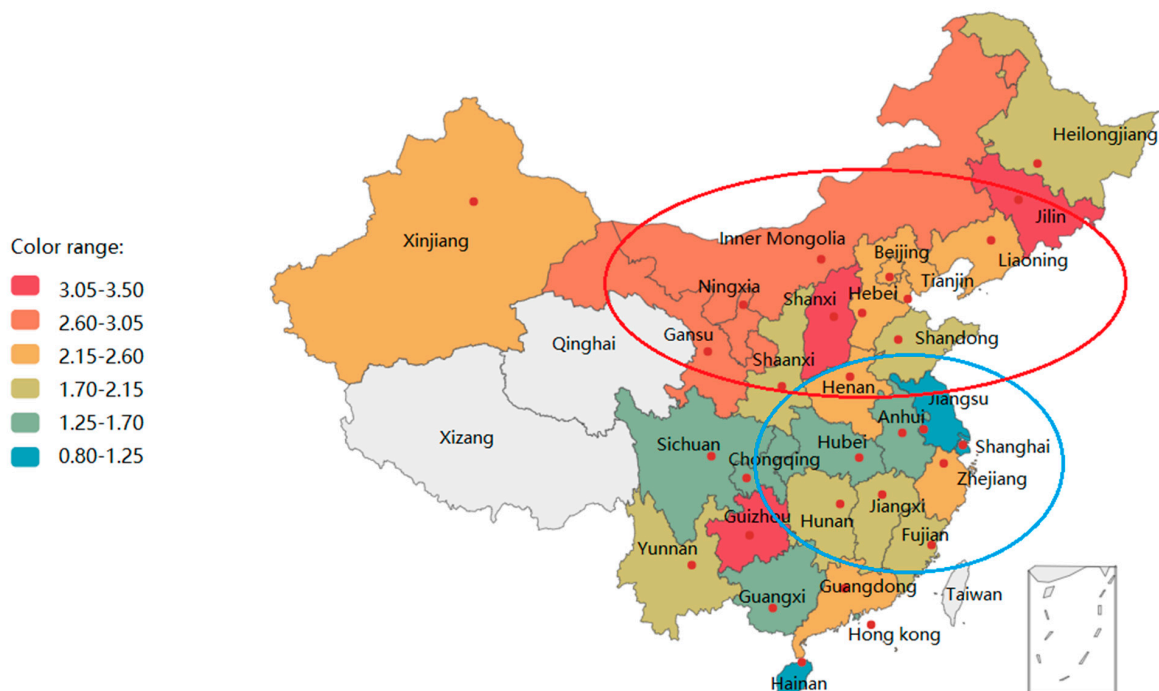 Color range:
3.05-3.50
2.60-3.05
2.15-2.60
1.70-2.15
1.25-1.70
0.80-1.25
Heilongjiang
Jilin
Xinjiang
Inner Mongolia
Beijing
Liaoning
Tianjin
Ningxia
Shanxi
Hebei
Qinghai
Gansu
Shaanxi
Shandong
Henan
Jiangsu
Xizang
Sichuan
Chongqing
Hubei
Anhui
Shanghai
Zhejiang
Guizhou
Hunan
Jiangxi
Fujian
Yunnan
Guangxi
Guangdong
Taiwan
Hong kong
Hainan